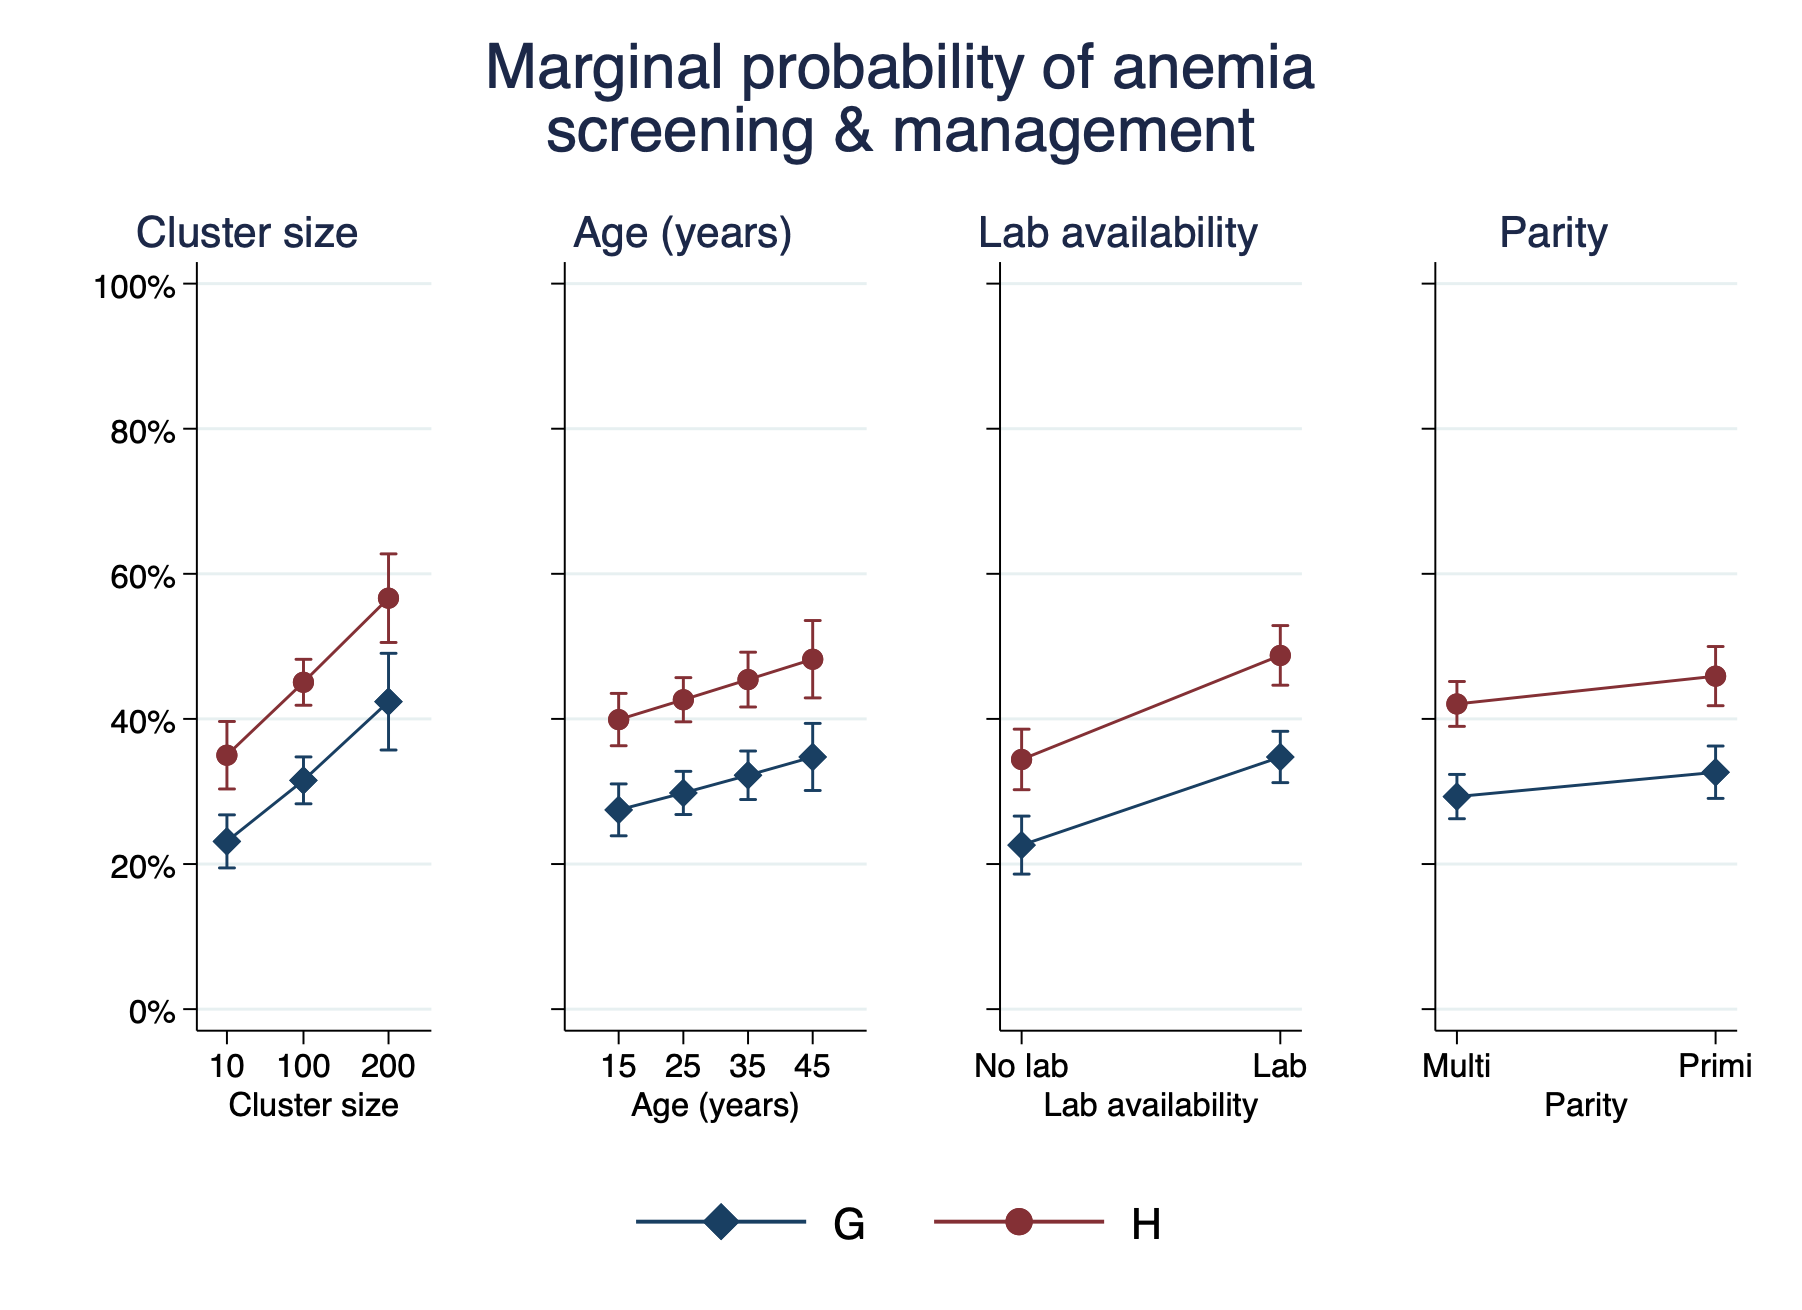 Marginal probability of anemia
screening & management
Cluster size
Age (years)
Lab availability
Parity
100%
80%
60%
40%
20%
0%
10 100 200
Cluster size
15 25 35 45
Age (years)
No lab Lab
Lab availability
Multi Primi
Parity
G H